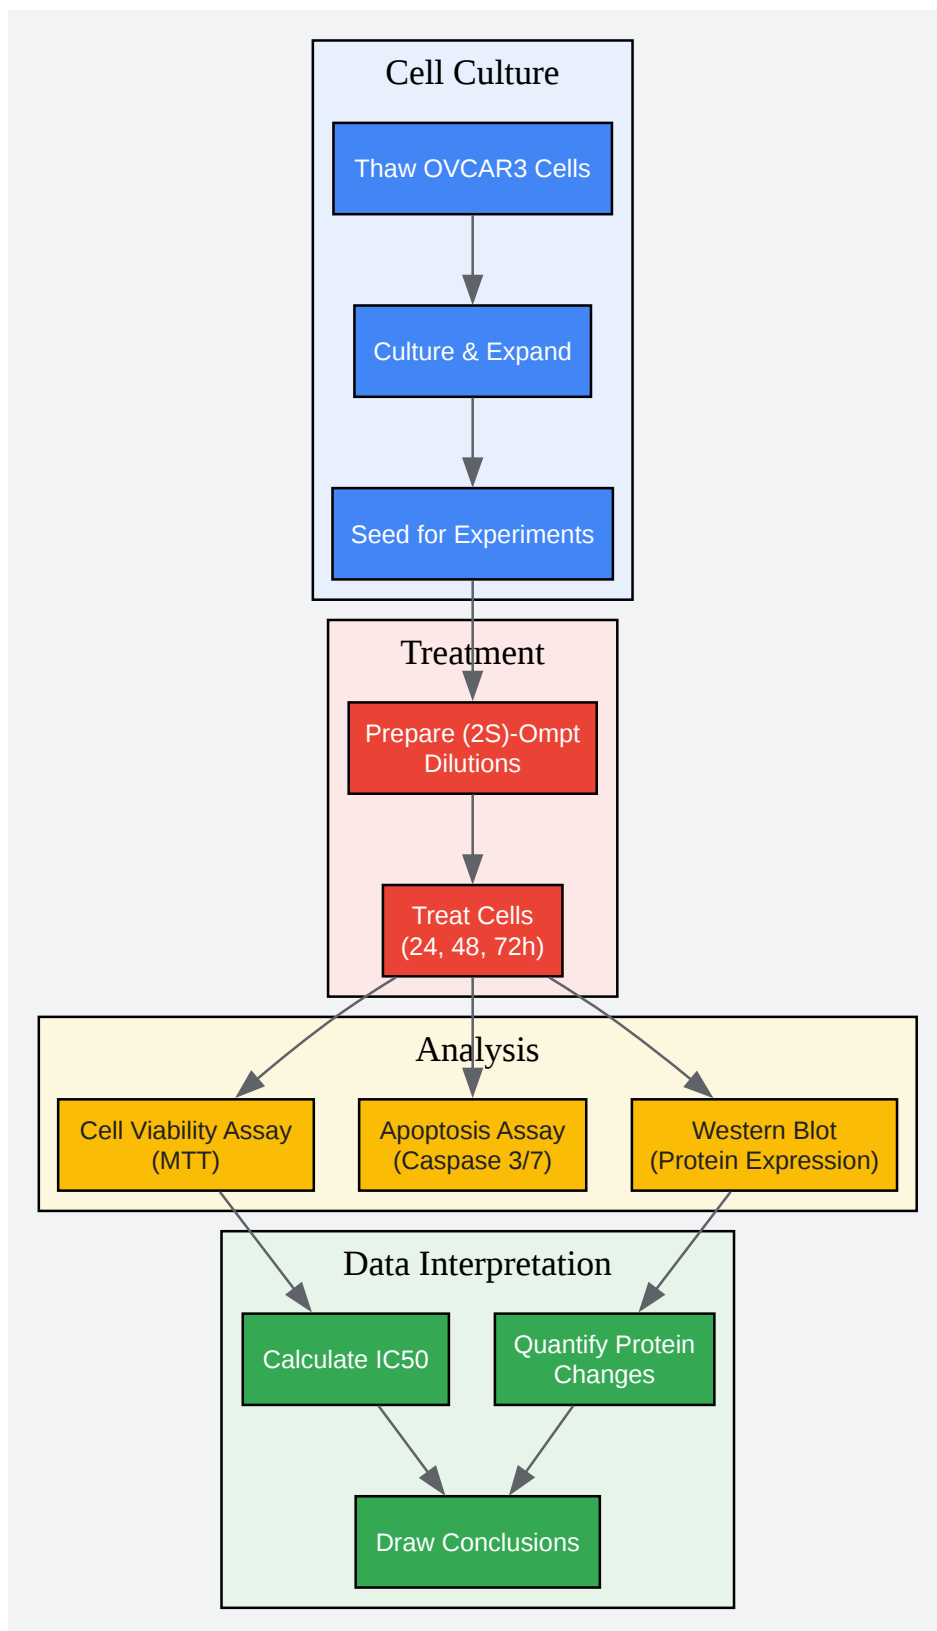 Cell Culture
Thaw OVCAR3 Cells
Culture & Expand
Seed for Experiments
Treatment
Prepare (2S)-Ompt
Dilutions
Treat Cells
(24, 48, 72h)
Analysis
Cell Viability Assay
(MTT)
Apoptosis Assay
(Caspase 3/7)
Western Blot
(Protein Expression)
Data Interpretation
Calculate IC50
Quantify Protein
Changes
Draw Conclusions